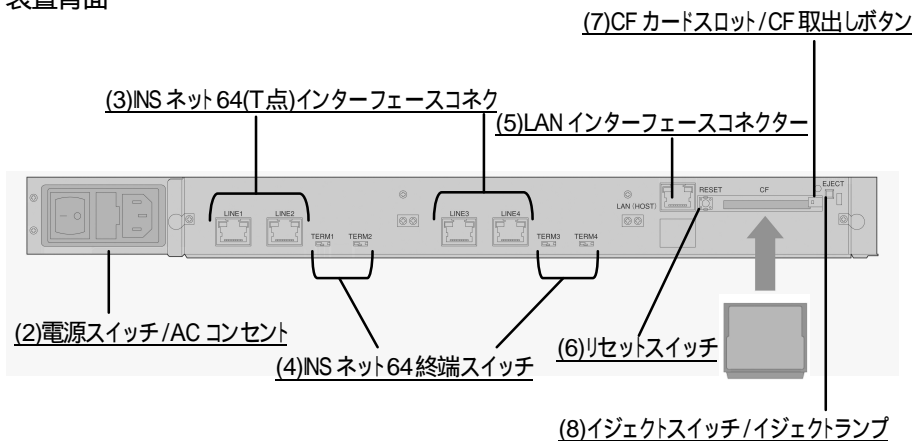 装置背面
(7)CF カードスロット/CF 取出しボタン
(3)INS ネット 64(T 点)インターフェースコネク
(5)LAN インターフェースコネクター
LINE1
LINE2
TERM1
TERM2
LINE3
LINE4
TERM3
TERM4
LAN (HOST)
RESET
CF
EJECT
(2)電源スイッチ/AC コンセント
(4)INS ネット 64 終端スイッチ
(6)リセットスイッチ
(8)イジェクトスイッチ/イジェクトランプ